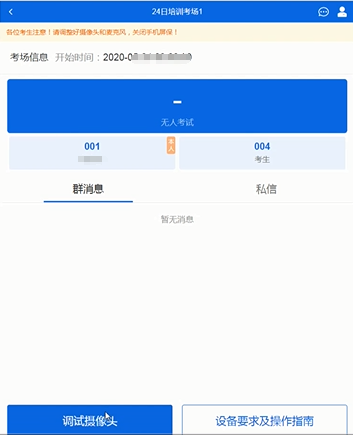 24日培训考场1
各位考生注意！请调整好摄像头和麦克风，关闭手机屏保！
考场信息 开始时间：2020-0
-
无人考试
001 本人 004
考生
群消息 私信
暂无消息
调试摄像头 设备要求及操作指南